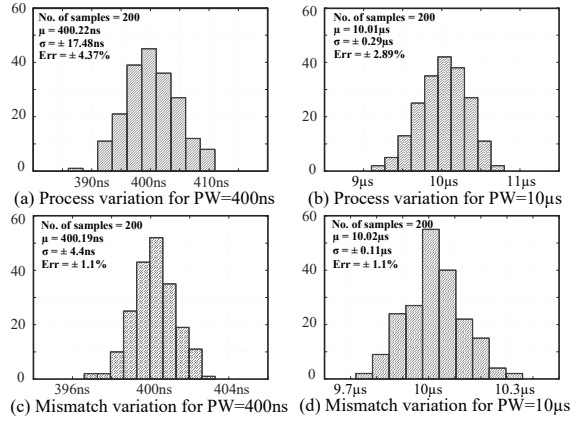 60
40
20
0
No. of samples = 200
μ = 400.22ns
σ = ± 17.48ns
Err = ± 4.37%
390ns 400ns 410ns
(a) Process variation for PW=400ns
60
40
20
0
No. of samples = 200
μ = 10.01μs
σ = ± 0.29μs
Err = ± 2.89%
9μs 10μs 11μs
(b) Process variation for PW=10μs
60
40
20
0
No. of samples = 200
μ = 400.19ns
σ = ± 4.4ns
Err = ± 1.1%
396ns 400ns 404ns
(c) Mismatch variation for PW=400ns
60
40
20
0
No. of samples = 200
μ = 10.02μs
σ = ± 0.11μs
Err = ± 1.1%
9.7μs 10μs 10.3μs
(d) Mismatch variation for PW=10μs